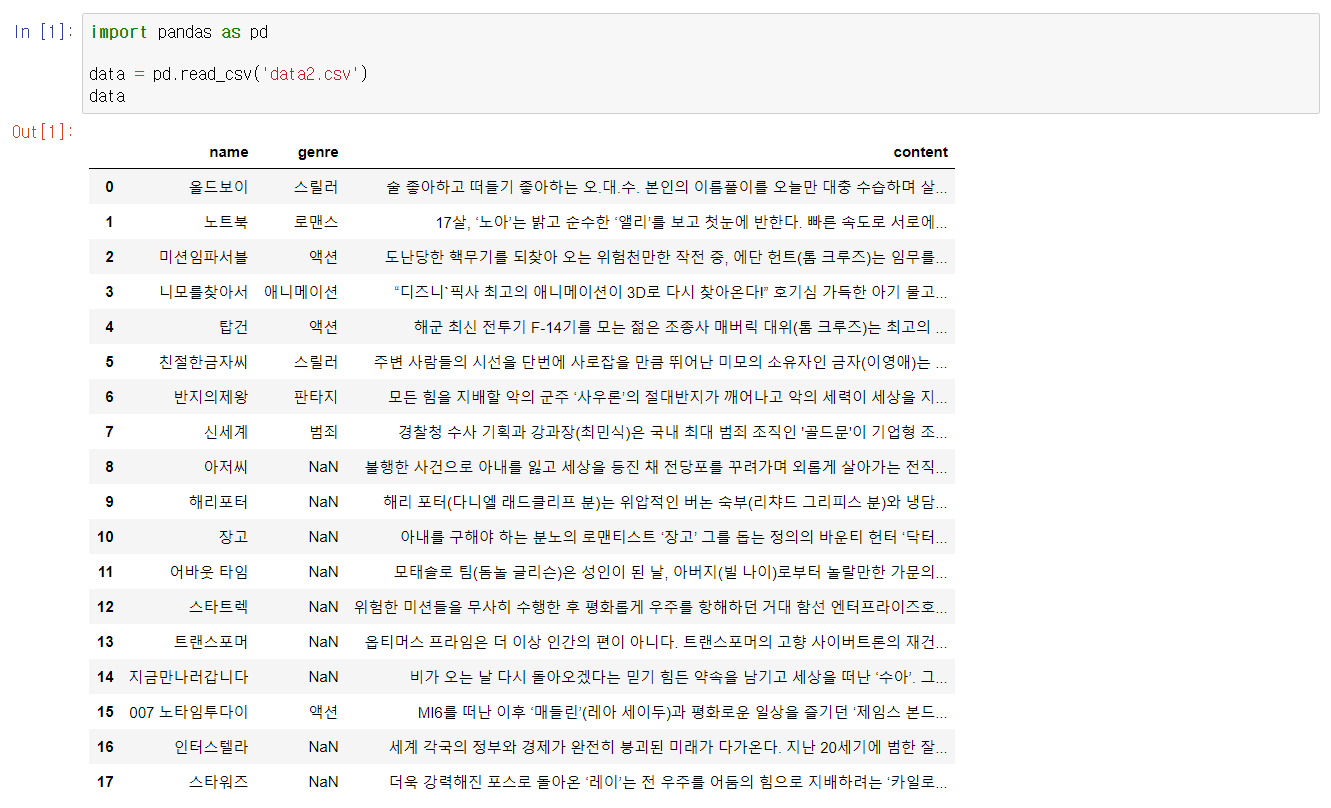 In [1]: import pandas as pd
data = pd.read_csv('data2.csv')
data
Out[1]:
name genre content
0 올드보이 스릴러 술 좋아하고 떠들기 좋아하는 오.대.수. 본인의 이름풀이를 오늘만 대충 수습하며 살...
1 노트북 로맨스 17살, ‘노아’는 밝고 순수한 ‘앨리’를 보고 첫눈에 반한다. 빠른 속도로 서로에...
2 미션임파서블 액션 도난당한 핵무기를 되찾아 오는 위험천만한 작전 중, 에단 헌트(톰 크루즈)는 임무를...
3 니모를찾아서 애니메이션 “디즈니`픽사 최고의 애니메이션이 3D로 다시 찾아온다!” 호기심 가득한 아기 물고...
4 탑건 액션 해군 최신 전투기 F-14기를 모는 젊은 조종사 매버릭 대위(톰 크루즈)는 최고의 ...
5 친절한금자씨 스릴러 주변 사람들의 시선을 단번에 사로잡을 만큼 뛰어난 미모의 소유자인 금자(이영애)는 ...
6 반지의제왕 판타지 모든 힘을 지배할 악의 군주 ‘사우론’의 절대반지가 깨어나고 악의 세력이 세상을 지...
7 신세계 범죄 경찰청 수사 기획과 강과장(최민식)은 국내 최대 범죄 조직인 '골드문'이 기업형 조...
8 아저씨 NaN 불행한 사건으로 아내를 잃고 세상을 등진 채 전당포를 꾸려가며 외롭게 살아가는 전직...
9 해리포터 NaN 해리 포터(다니엘 래드클리프 분)는 위압적인 버논 숙부(리챠드 그리피스 분)와 냉담...
10 장고 NaN 아내를 구해야 하는 분노의 로맨티스트 ‘장고’ 그를 돕는 정의의 바운티 헌터 ‘닥터...
11 어바웃 타임 NaN 모태솔로 팀(돔놀 글리슨)은 성인이 된 날, 아버지(빌 나이)로부터 놀랄만한 가문의...
12 스타트렉 NaN 위험한 미션들을 무사히 수행한 후 평화롭게 우주를 항해하던 거대 함선 엔터프라이즈호...
13 트랜스포머 NaN 옵티머스 프라임은 더 이상 인간의 편이 아니다. 트랜스포머의 고향 사이버트론의 재건...
14 지금만나러갑니다 NaN 비가 오는 날 다시 돌아오겠다는 믿기 힘든 약속을 남기고 세상을 떠난 ‘수아’. 그...
15 007 노타임투다이 액션 MI6를 떠난 이후 ‘매들린’(레아 세이두)과 평화로운 일상을 즐기던 ‘제임스 본드...
16 인터스텔라 NaN 세계 각국의 정부와 경제가 완전히 붕괴된 미래가 다가온다. 지난 20세기에 범한 잘...
17 스타워즈 NaN 더욱 강력해진 포스로 돌아온 ‘레이’는 전 우주를 어둠의 힘으로 지배하려는 ‘카일로...